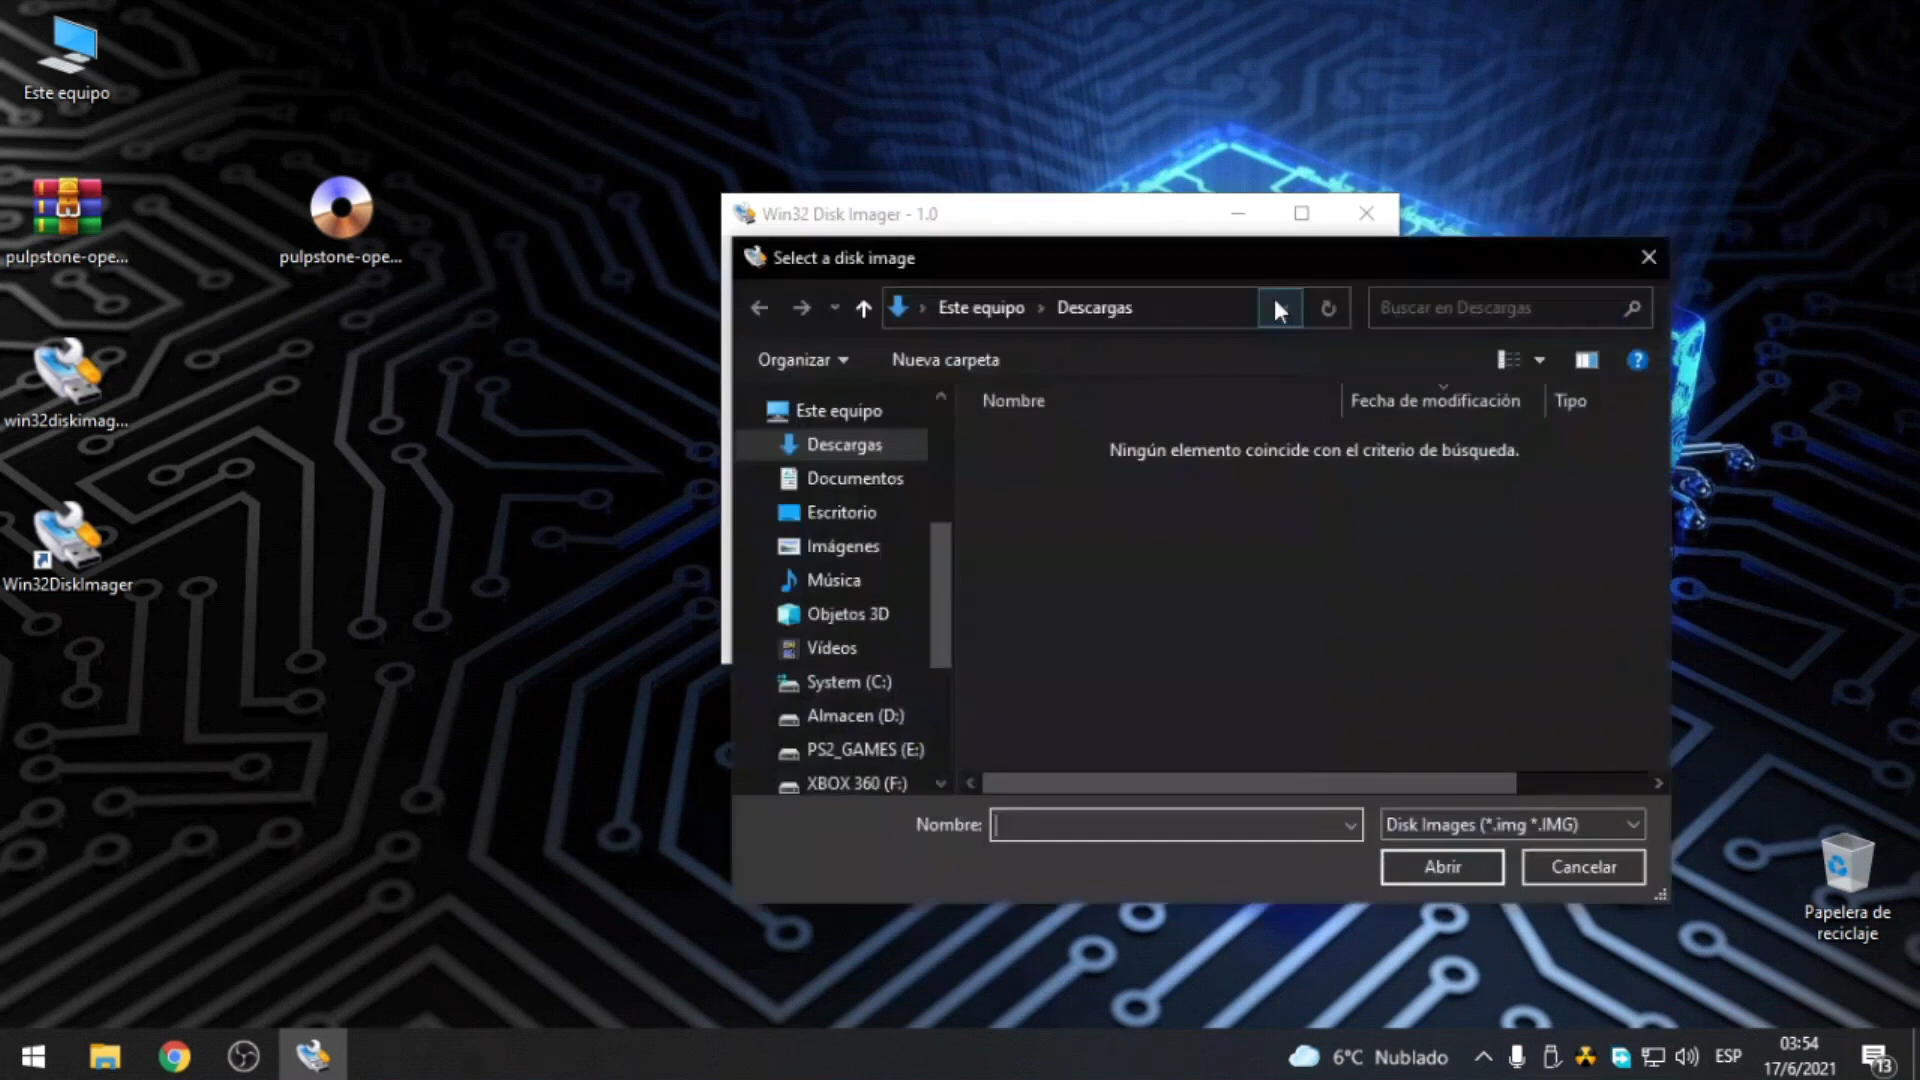 Este equipo
pulpstone-ope...
pulpstone-ope...
win32diskimag...
Win32DiskImager
Win32 Disk Imager - 1.0
Select a disk image
Este equipo
Descargas
Buscar en Descargas
Organizar
Nueva carpeta
Nombre
Fecha de modificación
Tipo
Ningún elemento coincide con el criterio de búsqueda.
Este equipo
Descargas
Documentos
Escritorio
Imágenes
Música
Objetos 3D
Vídeos
System (C:)
Almacen (D:)
PS2_GAMES (E:)
XBOX 360 (F:)
Nombre:
Disk Images (*.img *.IMG)
Abrir
Cancelar
Papelera de
reciclaje
6°C Nublado
ESP
03:54
17/6/2021
13